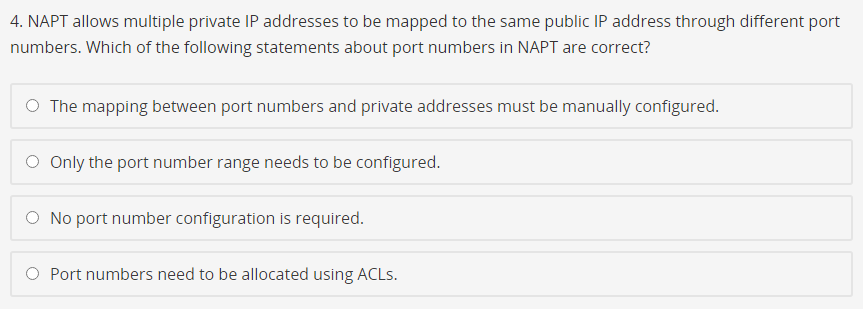 4. NAPT allows multiple private IP addresses to be mapped to the same public IP address through different port
numbers. Which of the following statements about port numbers in NAPT are correct?
The mapping between port numbers and private addresses must be manually configured.
Only the port number range needs to be configured.
No port number configuration is required.
Port numbers need to be allocated using ACLs.